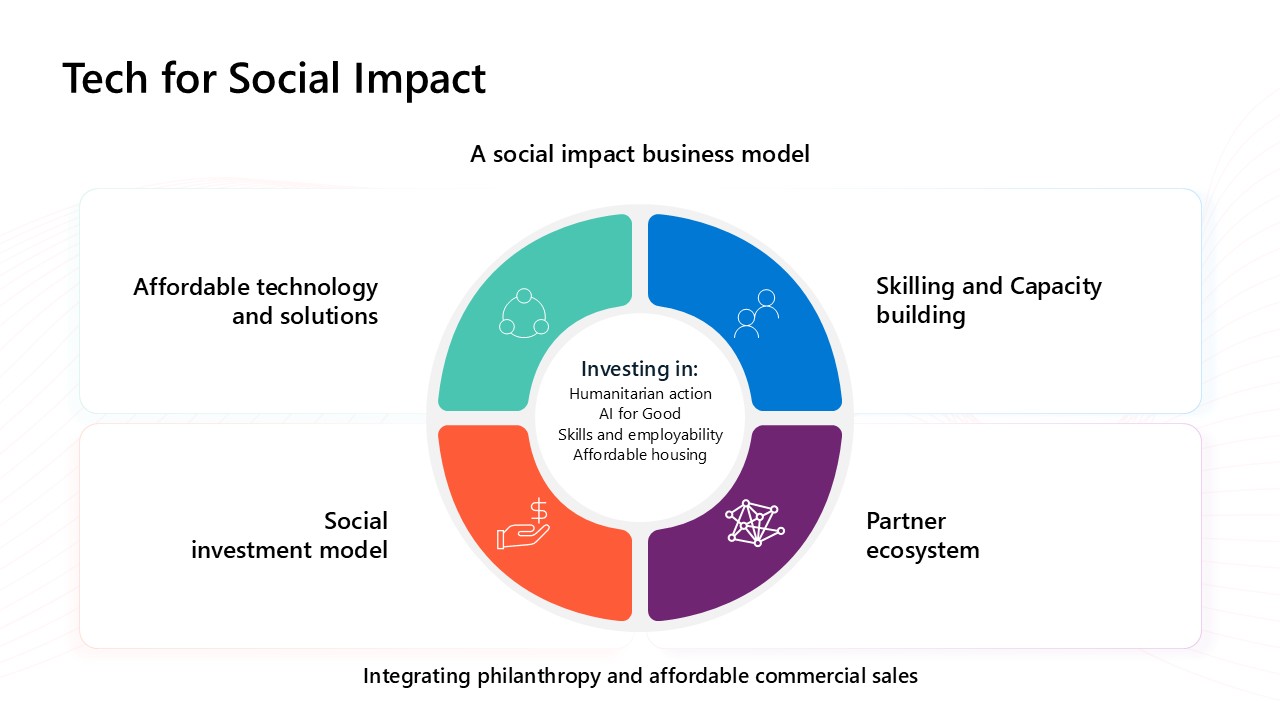 Tech for Social Impact
A social impact business model
Affordable technology
and solutions
Skilling and Capacity
building
Investing in:
Humanitarian action
AI for Good
Skills and employability
Affordable housing
$
Social
investment model
Partner
ecosystem
Integrating philanthropy and affordable commercial sales